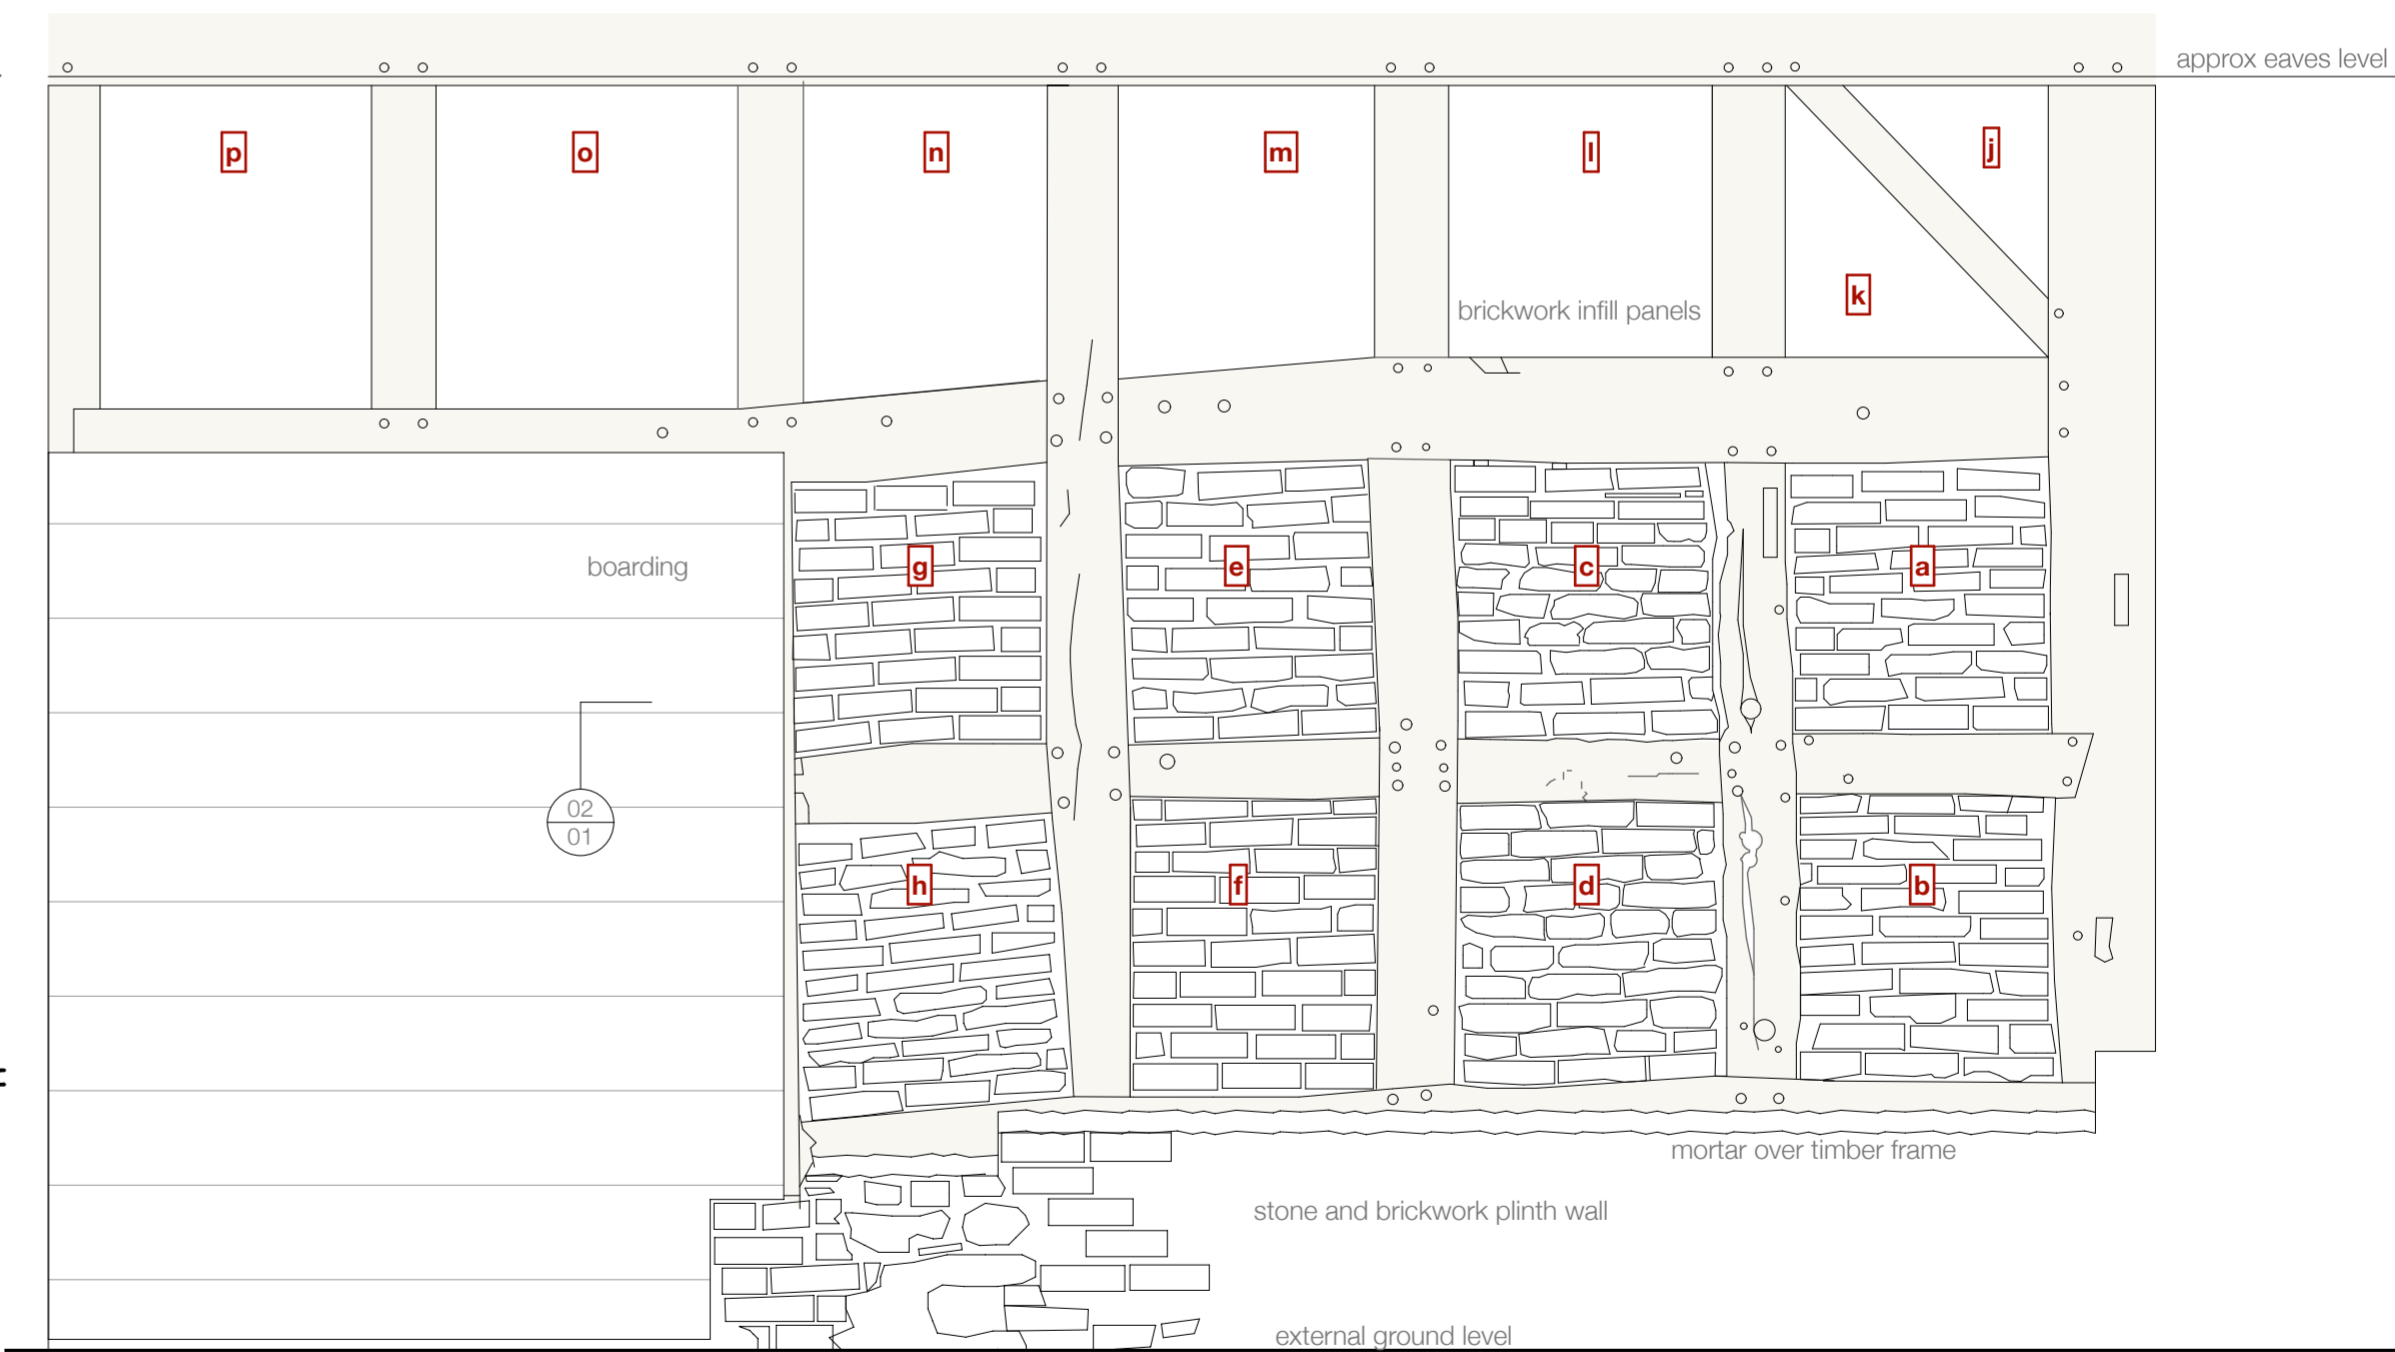 approx eaves level
p
o
n
m
l
j
k
brickwork infill panels
boarding
g
e
c
a
02
01
h
f
d
b
mortar over timber frame
stone and brickwork plinth wall
external ground level